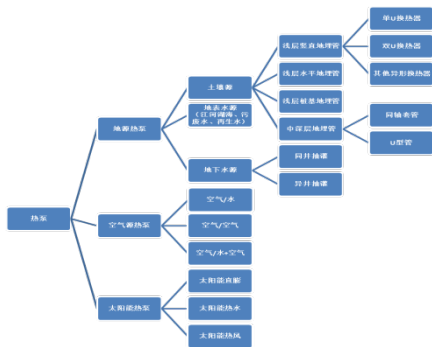 单U换热器
浅层竖直地埋管
双U换热器
土壤源
浅层水平地埋管
其他异形换热器
地表水源
（江河湖海、污
废水、再生水）
浅层桩基地埋管
地源热泵
中深层地埋管
同轴套管
U型管
地下水源
同井抽灌
异井抽灌
热泵
空气/水
空气源热泵
空气/空气
空气/水+空气
太阳能直膨
太阳能热泵
太阳能热水
太阳能热风